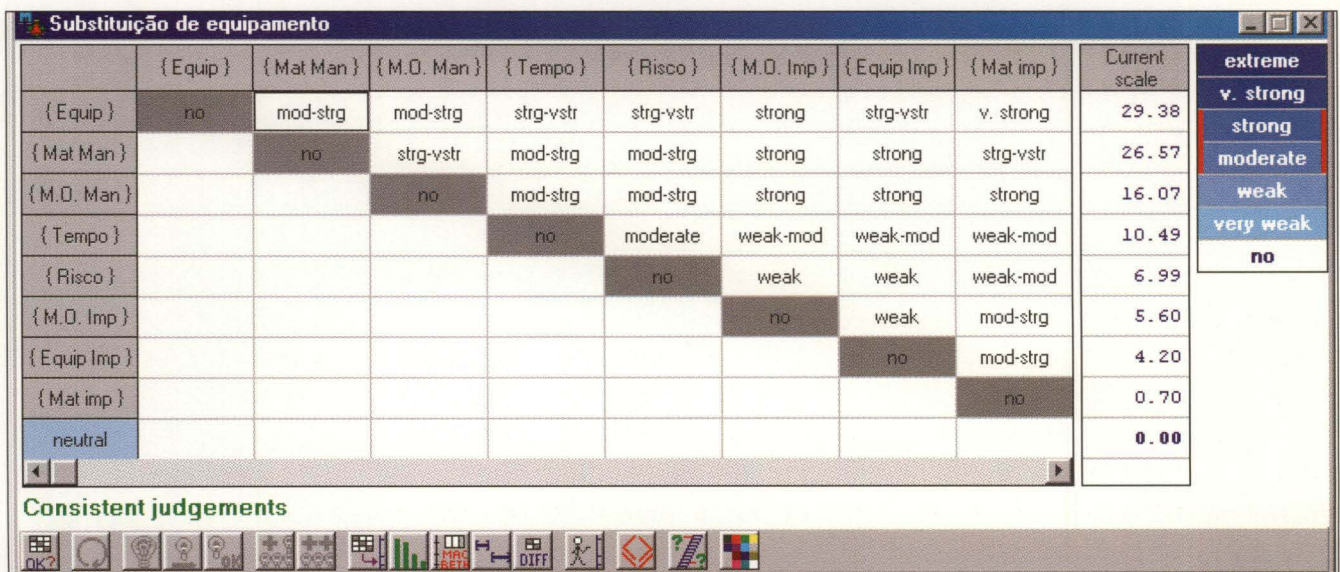 Substituição de equipamento
{ Equip } { Mat Man } { M.O. Man } { Tempo } { Risco } { M.O. Imp } { Equip Imp } { Mat imp } Current scale
{ Equip } no mod-strg mod-strg strg-vstr strg-vstr strong strg-vstr v. strong 29.38
{ Mat Man } no strg-vstr mod-strg mod-strg strong strong strg-vstr 26.57
{ M.O. Man } no mod-strg mod-strg strong strong strong 16.07
{ Tempo } no moderate weak-mod weak-mod weak-mod 10.49
{ Risco } no weak weak weak-mod 6.99
{ M.O. Imp } no weak mod-strg 5.60
{ Equip Imp } no mod-strg 4.20
{ Mat imp } no 0.70
neutral 0.00
extreme
v. strong
strong
moderate
weak
very weak
no
Consistent judgements
OK? OK MAC BETH DIFF ? ?